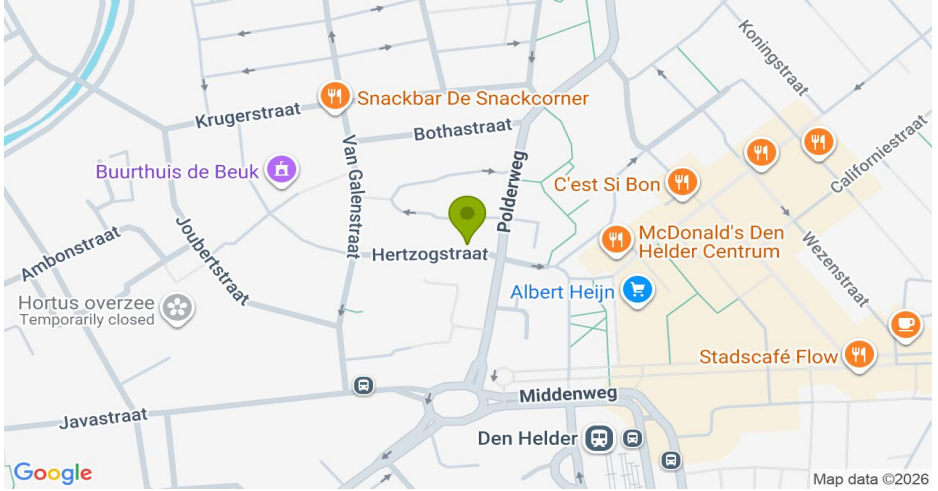 Koningstraat
Snackbar De Snackcorner
Krugerstraat
Bothastraat
Californiestraat
Van Galenstraat
Buurthuis de Beuk
Polderweg
C'est Si Bon
Joubertstraat
Ambonstraat
McDonald's Den
Helder Centrum
Hertzogstraat
Wezenstraat
Albert Heijn
Hortus overzee
Temporarily closed
Stadscafé Flow
Middenweg
Javastraat
Den Helder
Google
Map data ©2026